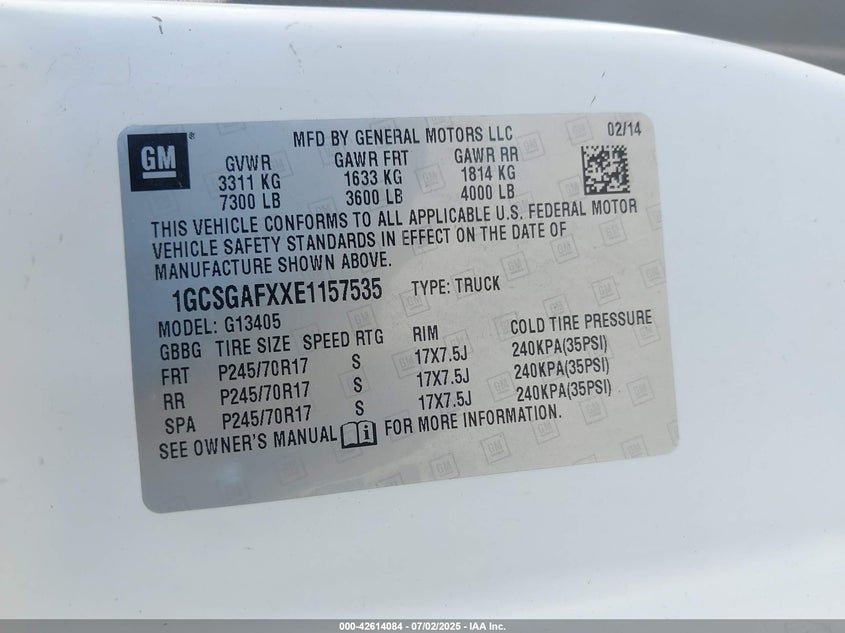 GM®
MFD BY GENERAL MOTORS LLC 02/14
GVWR GAWR FRT GAWR RR
3311 KG 1633 KG 1814 KG
7300 LB 3600 LB 4000 LB
THIS VEHICLE CONFORMS TO ALL APPLICABLE U.S. FEDERAL MOTOR
VEHICLE SAFETY STANDARDS IN EFFECT ON THE DATE OF
MANUFACTURE SHOWN ABOVE.
1GCSGAFXXE1157535 TYPE: TRUCK
MODEL: G13405
GBBG TIRE SIZE SPEED RTG RIM COLD TIRE PRESSURE
FRT P245/70R17 S 17X7.5J 240KPA(35PSI)
RR P245/70R17 S 17X7.5J 240KPA(35PSI)
SPA P245/70R17 S 17X7.5J 240KPA(35PSI)
SEE OWNER'S MANUAL FOR MORE INFORMATION.
000-42614084 - 07/02/2025 - IAA Inc.